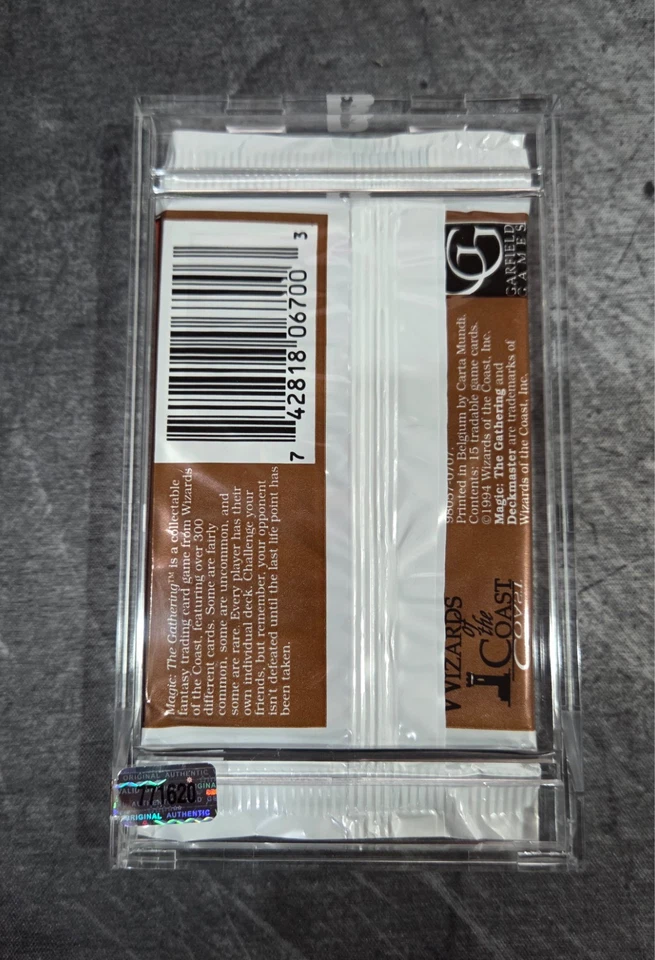 7 42818 06700 3
Magic: The Gathering™ is a collectable
fantasy trading card game from Wizards
of the Coast, featuring over 300
different cards. Some are fairly
common, some are uncommon, and
some are rare. Every player has their
own individual deck. Challenge your
friends, but remember, your opponent
isn't defeated until the last life point has
been taken.
GG
GARFIELD
GAMES
Printed in Belgium by Carta Mundi.
Contents: 15 tradable game cards.
©1994 Wizards of the Coast, Inc.
Magic: The Gathering and
Deckmaster are trademarks of
Wizards of the Coast, Inc.
WIZARDS
of
the
COAST
ORIGINAL AUTHENTIC
771620
ORIGINAL AUTHENTIC